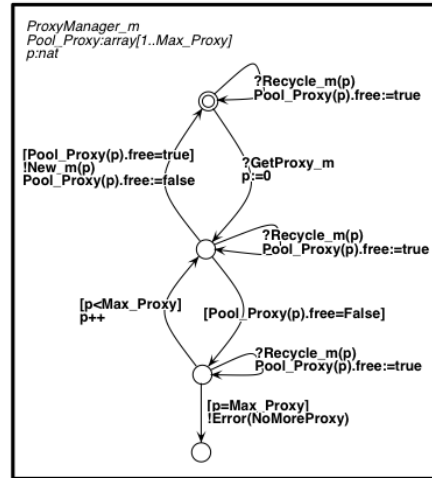 ProxyManager_m
Pool_Proxy:array[1..Max_Proxy]
p:nat
?Recycle_m(p)
Pool_Proxy(p).free:=true
[Pool_Proxy(p).free=true]
!New_m(p)
Pool_Proxy(p).free:=false
?GetProxy_m
p:=0
?Recycle_m(p)
Pool_Proxy(p).free:=true
[p<Max_Proxy]
p++
[Pool_Proxy(p).free=False]
?Recycle_m(p)
Pool_Proxy(p).free:=true
[p=Max_Proxy]
!Error(NoMoreProxy)